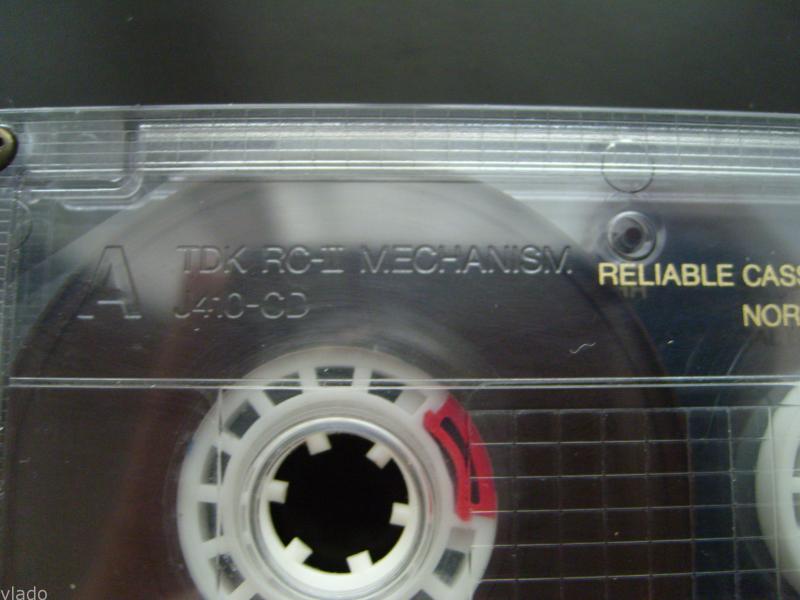 A
TDK RC-II MECHANISM
J410-CD
RELIABLE CASS
NOR
vlado